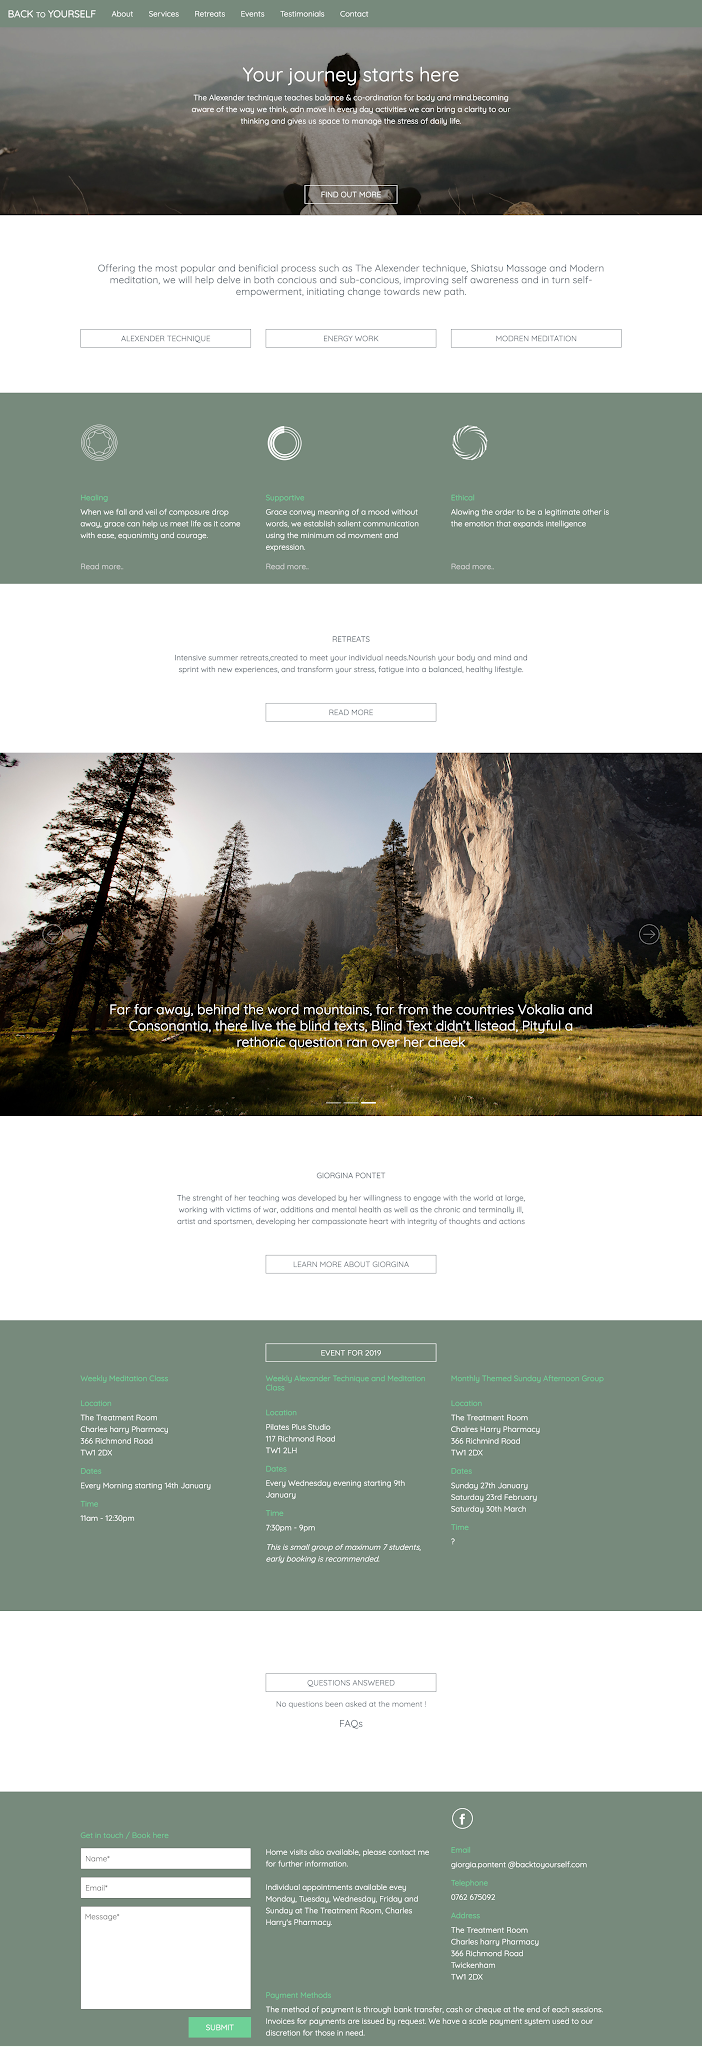 BACK TO YOURSELF About Services Retreats Events Testimonials Contact
Your journey starts here
The Alexender technique teaches balance & co-ordination for body and mind.becoming
aware of the way we think, adn move in every day activities we can bring a clarity to our
thinking and gives us space to manage the stress of daily life.
FIND OUT MORE
Offering the most popular and benificial process such as The Alexender technique, Shiatsu Massage and Modern
meditation, we will help delve in both concious and sub-concious, improving self awareness and in turn self-
empowerment, initiating change towards new path.
ALEXENDER TECHNIQUE
ENERGY WORK
MODREN MEDITATION
Healing
When we fall and veil of composure drop
away, grace can help us meet life as it come
with ease, equanimity and courage.
Read more..
Supportive
Grace convey meaning of a mood without
words, we establish salient communication
using the minimum od movment and
expression.
Read more..
Ethical
Alowing the order to be a legitimate other is
the emotion that expands intelligence
Read more..
RETREATS
Intensive summer retreats,created to meet your individual needs.Nourish your body and mind and
sprint with new experiences, and transform your stress, fatigue into a balanced, healthy lifestyle.
READ MORE
Far far away, behind the word mountains, far from the countries Vokalia and
Consonantia, there live the blind texts, Blind Text didn't listead, Pityful a
rethoric question ran over her cheek
GIORGINA PONTET
The strenght of her teaching was developed by her willingness to engage with the world at large,
working with victims of war, additions and mental health as well as the chronic and terminally ill,
artist and sportsmen, developing her compassionate heart with integrity of thoughts and actions
LEARN MORE ABOUT GIORGINA
EVENT FOR 2019
Weekly Meditation Class
Location
The Treatment Room
Charles harry Pharmacy
366 Richmond Road
TW1 2DX
Dates
Every Morning starting 14th January
Time
11am - 12:30pm
Weekly Alexander Technique and Meditation
Class
Location
Pilates Plus Studio
117 Richmond Road
TW1 2LH
Dates
Every Wednesday evening starting 9th
January
Time
7:30pm - 9pm
This is small group of maximum 7 students,
early booking is recommended.
Monthly Themed Sunday Afternoon Group
Location
The Treatment Room
Chalres Harry Pharmacy
366 Richmind Road
TW1 2DX
Dates
Sunday 27th January
Saturday 23rd February
Saturday 30th March
Time
?
QUESTIONS ANSWERED
No questions been asked at the moment !
FAQs
Get in touch / Book here
Name*
Email*
Message*
SUBMIT
Home visits also available, please contact me
for further information.
Individual appointments available evey
Monday, Tuesday, Wednesday, Friday and
Sunday at The Treatment Room, Charles
Harry's Pharmacy.
f
Email
giorgia.pontent @backtoyourself.com
Telephone
0762 675092
Address
The Treatment Room
Charles harry Pharmacy
366 Richmond Road
Twickenham
TW1 2DX
Payment Methods
The method of payment is through bank transfer, cash or cheque at the end of each sessions.
Invoices for payments are issued by request. We have a scale payment system used to our
discretion for those in need.